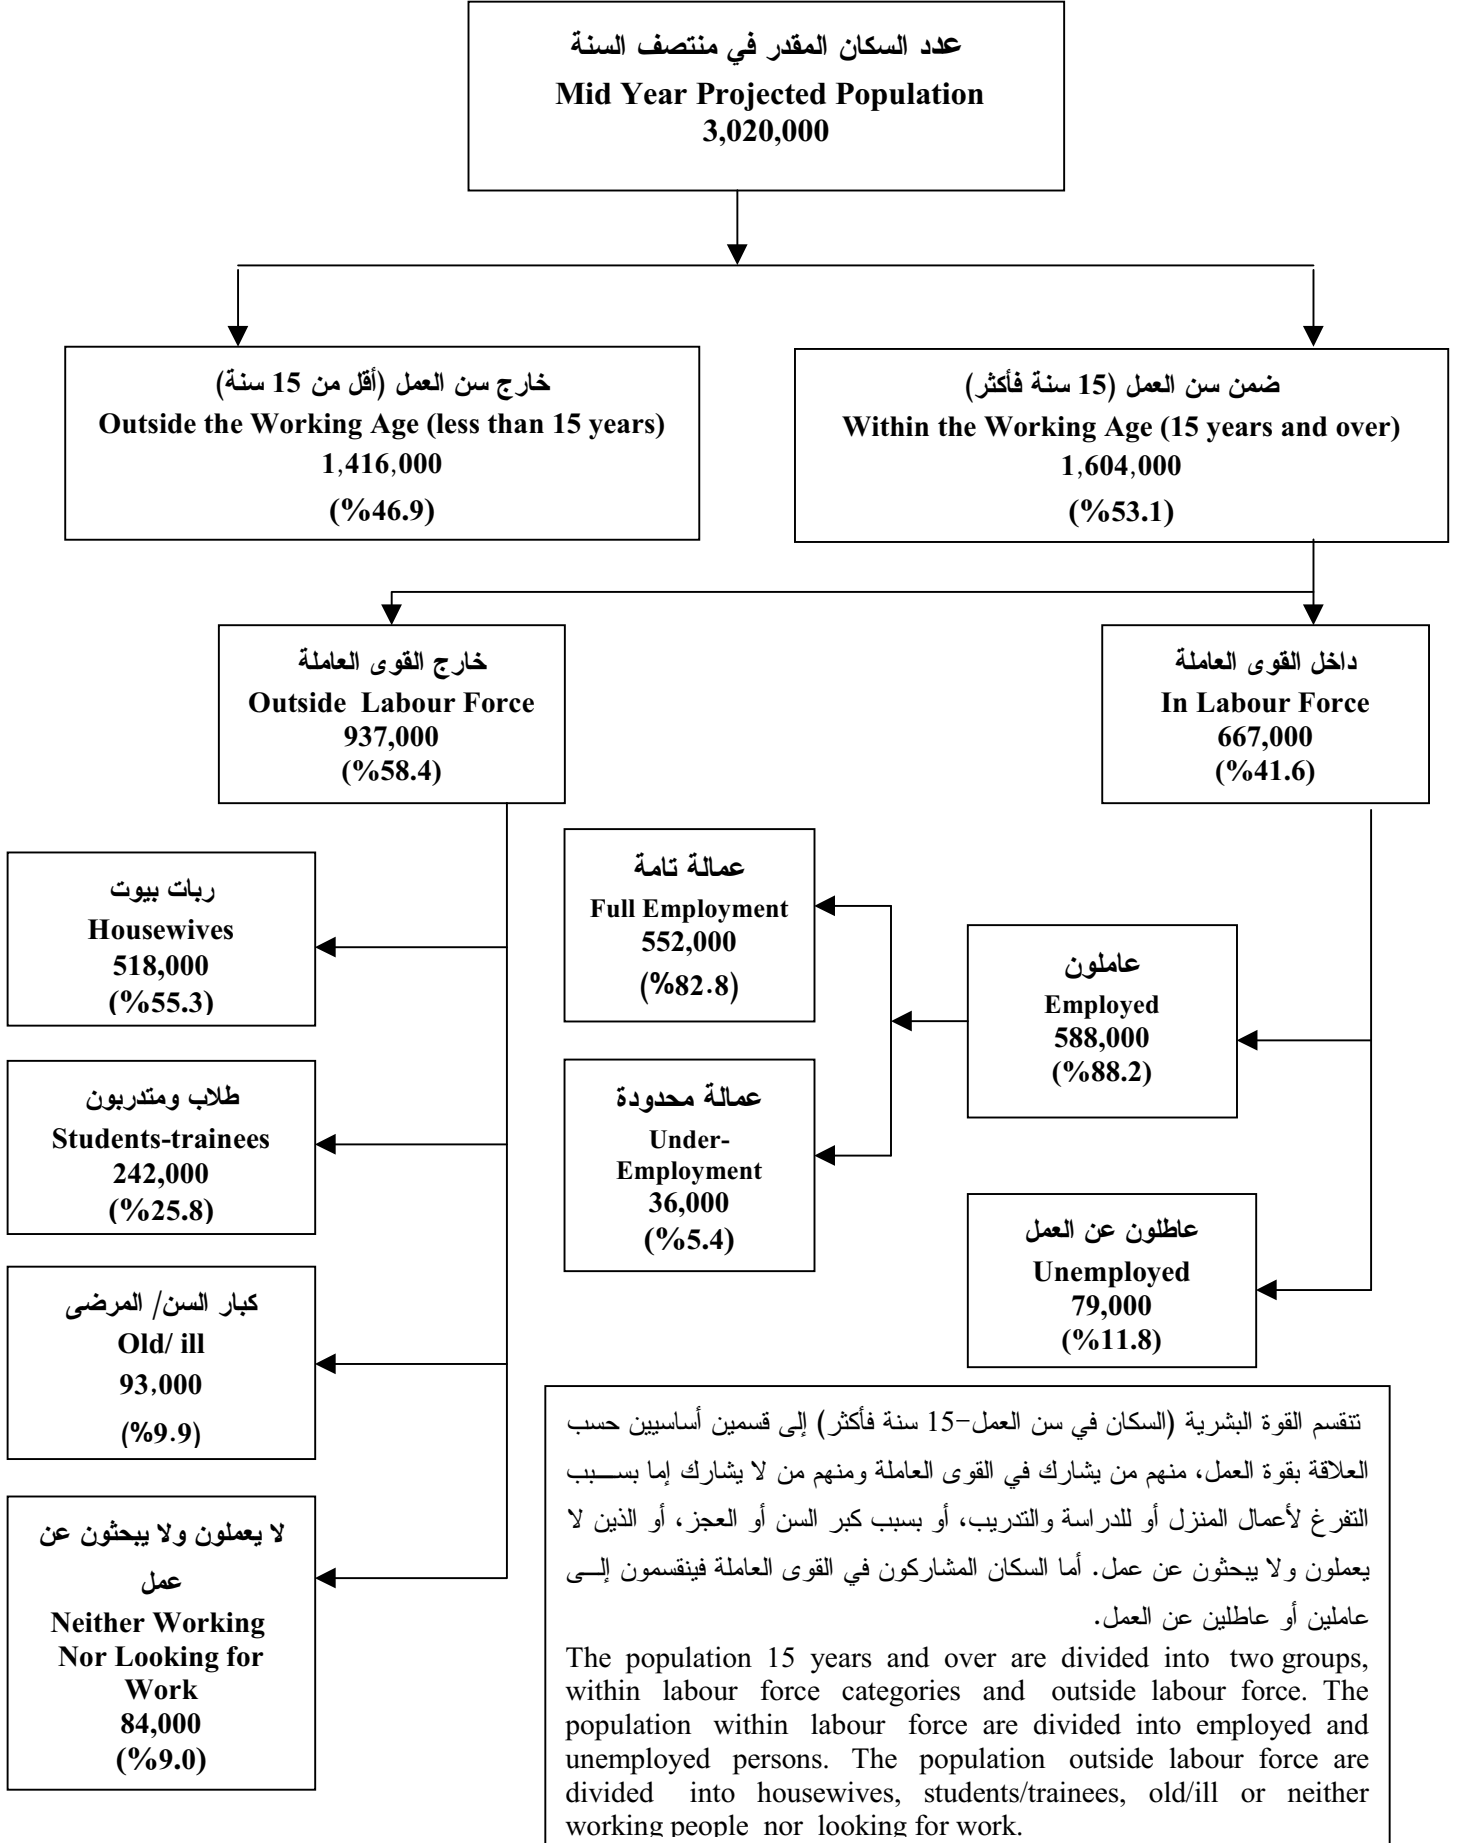 عدد السكان المقدر في منتصف السنة
Mid Year Projected Population
3,020,000
خارج سن العمل (أقل من 15 سنة)
Outside the Working Age (less than 15 years)
1,416,000
(%46.9)
ضمن سن العمل (15 سنة فأكثر)
Within the Working Age (15 years and over)
1,604,000
(%53.1)
خارج القوى العاملة
Outside Labour Force
937,000
(%58.4)
داخل القوى العاملة
In Labour Force
667,000
(%41.6)
ربات بيوت
Housewives
518,000
(%55.3)
طلاب ومتدربون
Students-trainees
242,000
(%25.8)
كبار السن/ المرضى
Old/ ill
93,000
(%9.9)
لا يعملون ولا يبحثون عن
عمل
Neither Working
Nor Looking for
Work
84,000
(%9.0)
عمالة تامة
Full Employment
552,000
(%82.8)
عمالة محدودة
Under-
Employment
36,000
(%5.4)
عاملون
Employed
588,000
(%88.2)
عاطلون عن العمل
Unemployed
79,000
(%11.8)
تنقسم القوة البشرية (السكان في سن العمل-15 سنة فأكثر) إلى قسمين أساسيين حسب
العلاقة بقوة العمل، منهم من يشارك في القوى العاملة ومنهم من لا يشارك إما بسبب
التفرغ لأعمال المنزل أو للدراسة والتدريب، أو بسبب كبر السن أو العجز، أو الذين لا
يعملون ولا يبحثون عن عمل. أما السكان المشاركون في القوى العاملة فينقسمون إلى
عاملين أو عاطلين عن العمل.
The population 15 years and over are divided into two groups,
within labour force categories and outside labour force. The
population within labour force are divided into employed and
unemployed persons. The population outside labour force are
divided into housewives, students/trainees, old/ill or neither
working people nor looking for work.